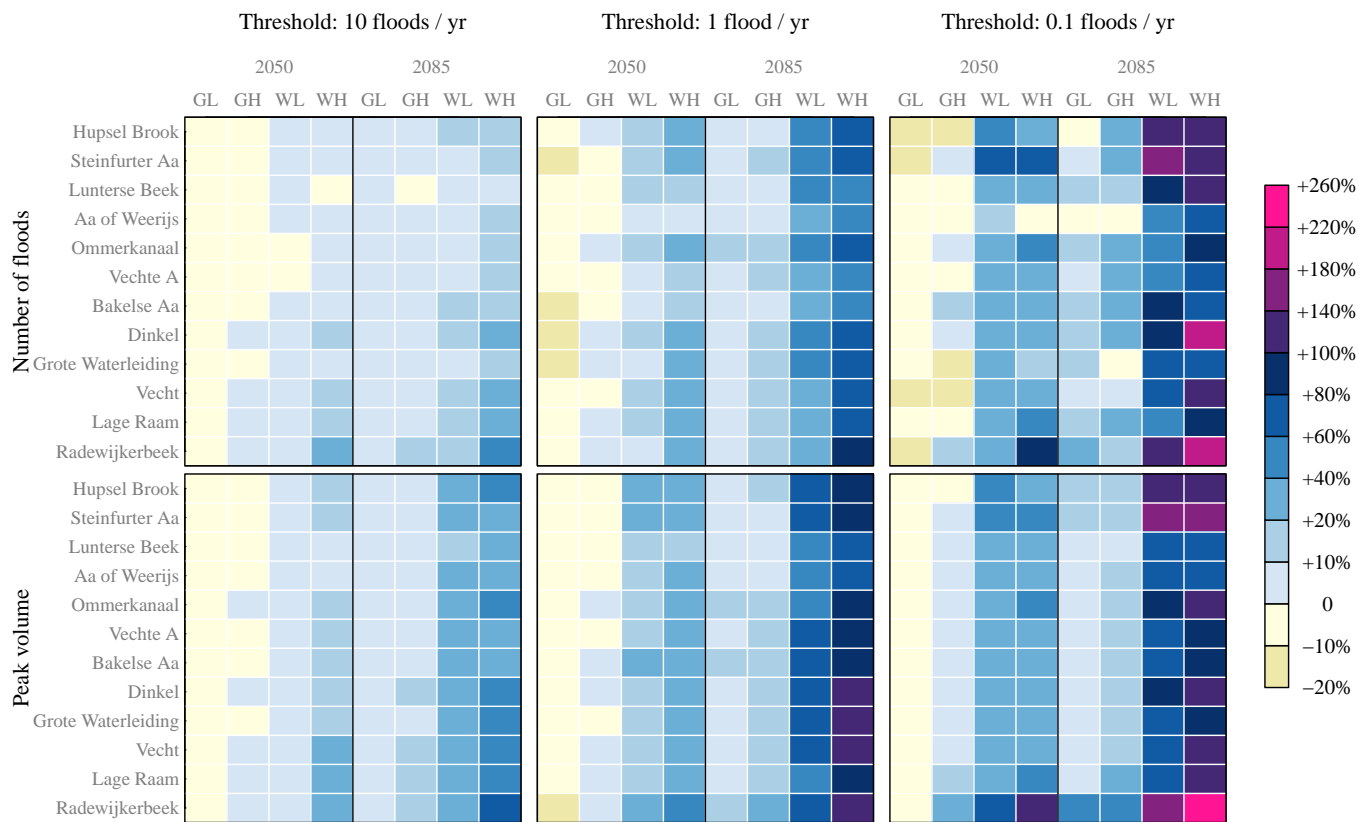 Threshold: 10 floods / yr Threshold: 1 flood / yr Threshold: 0.1 floods / yr
2050 2085 2050 2085 2050 2085
GL GH WL WH GL GH WL WH GL GH WL WH GL GH WL WH GL GH WL WH GL GH WL WH
Number of floods
Hupsel Brook
Steinfurter Aa
Lunterse Beek
Aa of Weerijs
Ommerkanaal
Vechte A
Bakelse Aa
Dinkel
Grote Waterleiding
Vecht
Lage Raam
Radewijkerbeek
Peak volume
Hupsel Brook
Steinfurter Aa
Lunterse Beek
Aa of Weerijs
Ommerkanaal
Vechte A
Bakelse Aa
Dinkel
Grote Waterleiding
Vecht
Lage Raam
Radewijkerbeek
+260%
+220%
+180%
+140%
+100%
+80%
+60%
+40%
+20%
+10%
0
−10%
−20%